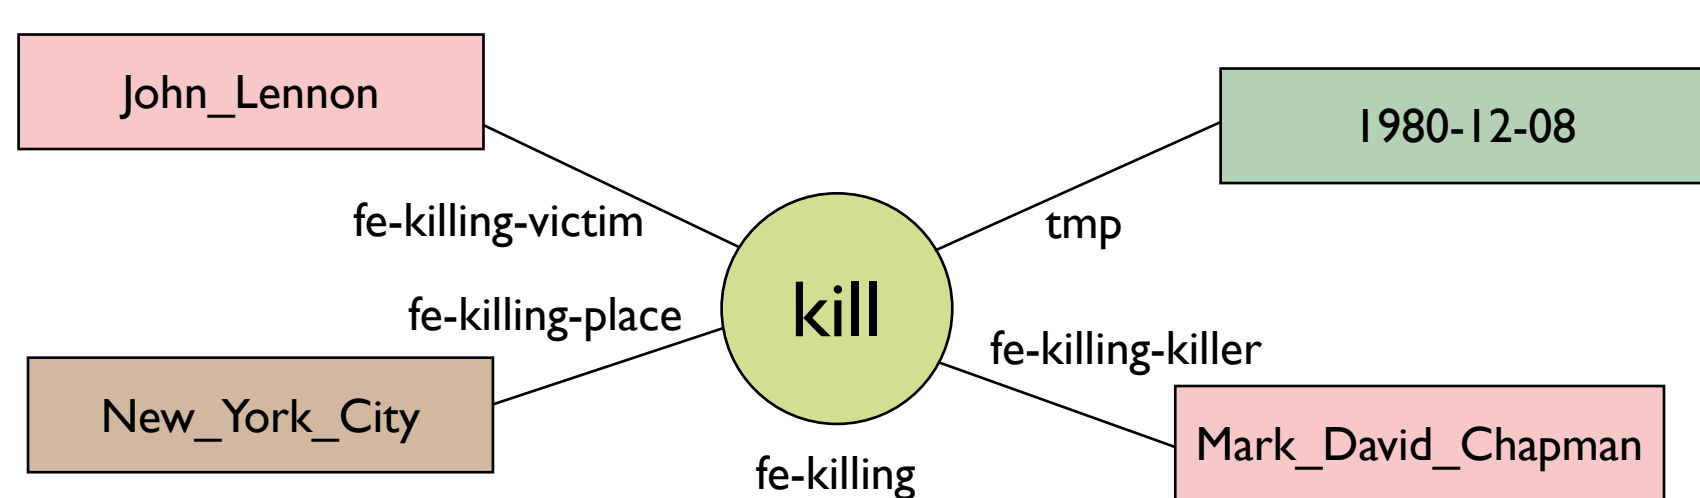 John_Lennon
1980-12-08
fe-killing-victim
tmp
kill
fe-killing-place
fe-killing-killer
New_York_City
Mark_David_Chapman
fe-killing